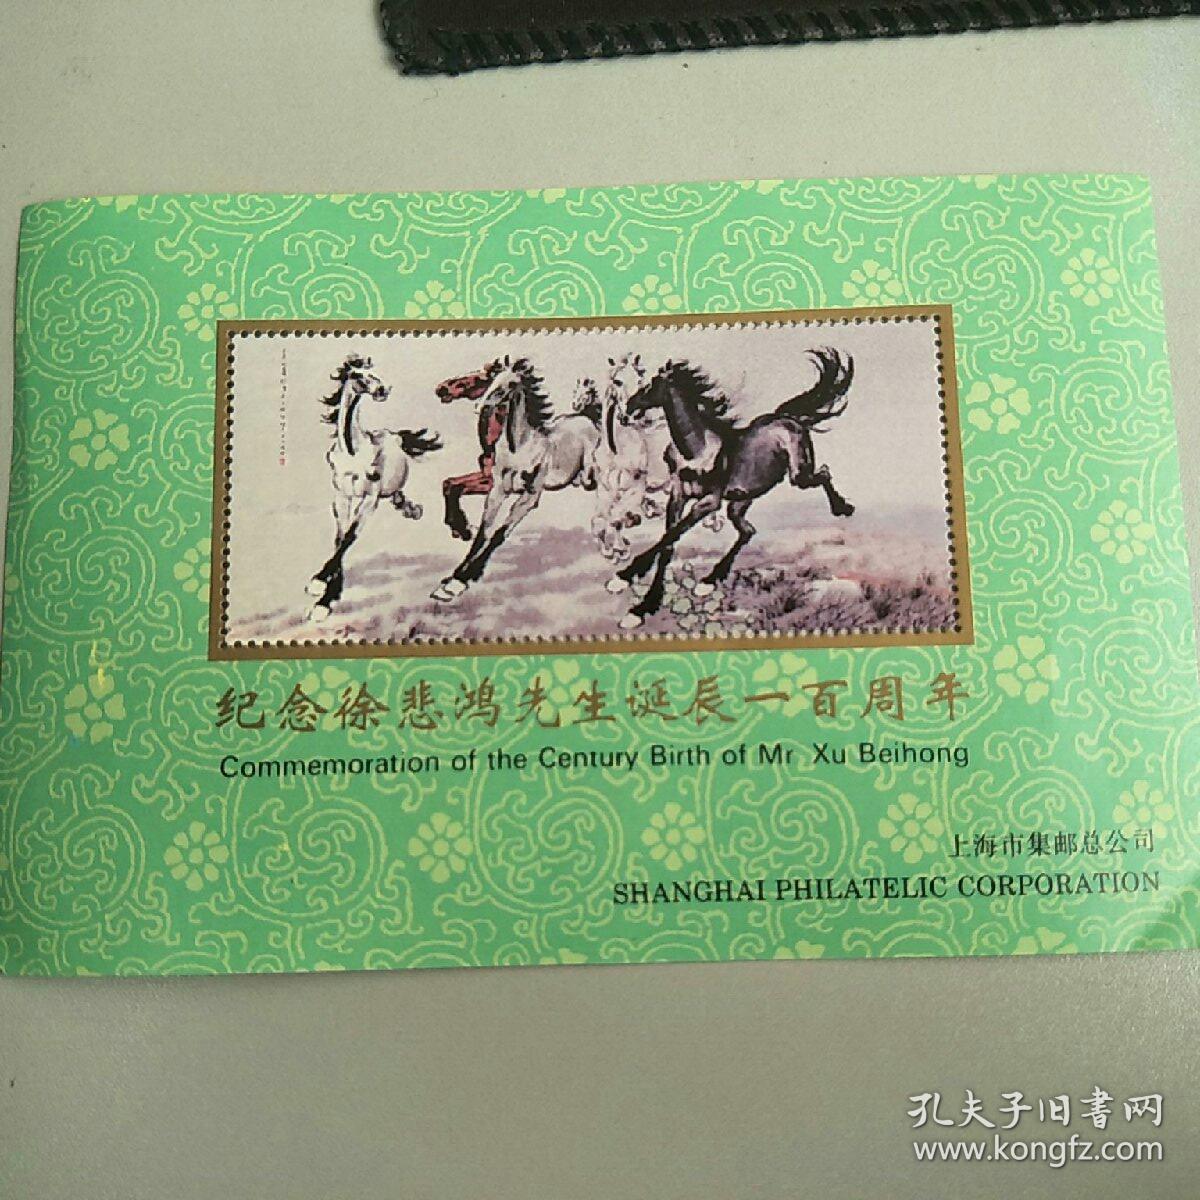 纪念徐悲鸿先生诞辰一百周年
Commemoration of the Century Birth of Mr Xu Beihong
上海市集邮总公司
SHANGHAI PHILATELIC CORPORATION
孔夫子旧书网
www.kongfz.com